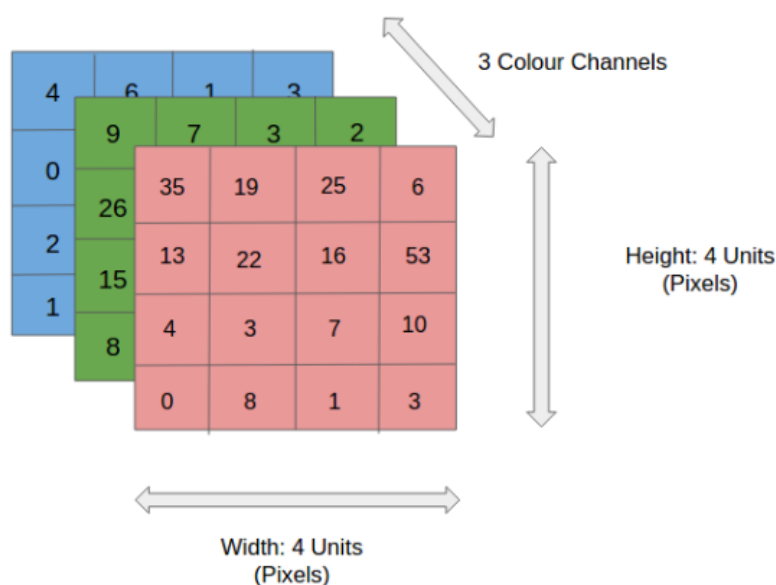 3 Colour Channels
4 6 1 3
9 7 3 2
0
35 19 25 6
26
2
13 22 16 53
Height: 4 Units
(Pixels)
15
1
4 3 7 10
8
0 8 1 3
Width: 4 Units
(Pixels)